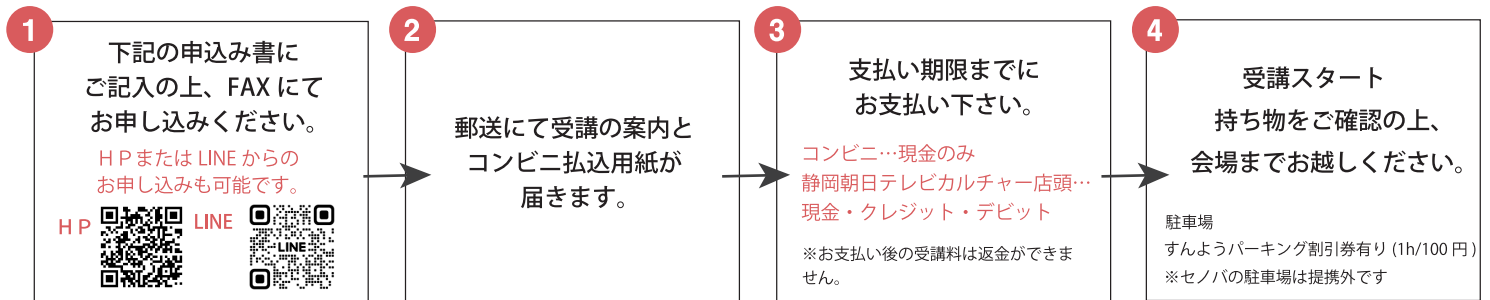 1
下記の申込み書に
ご記入の上、FAXにて
お申し込みください。
ＨＰまたはLINEからの
お申し込みも可能です。
ＨＰ
LINE
LINE
2
郵送にて受講の案内と
コンビニ払込用紙が
届きます。
3
支払い期限までに
お支払い下さい。
コンビニ…現金のみ
静岡朝日テレビカルチャー店頭…
現金・クレジット・デビット
※お支払い後の受講料は返金ができま
せん。
4
受講スタート
持ち物をご確認の上、
会場までお越しください。
駐車場
すんようパーキング割引券有り(1h/100円)
※セノバの駐車場は提携外です